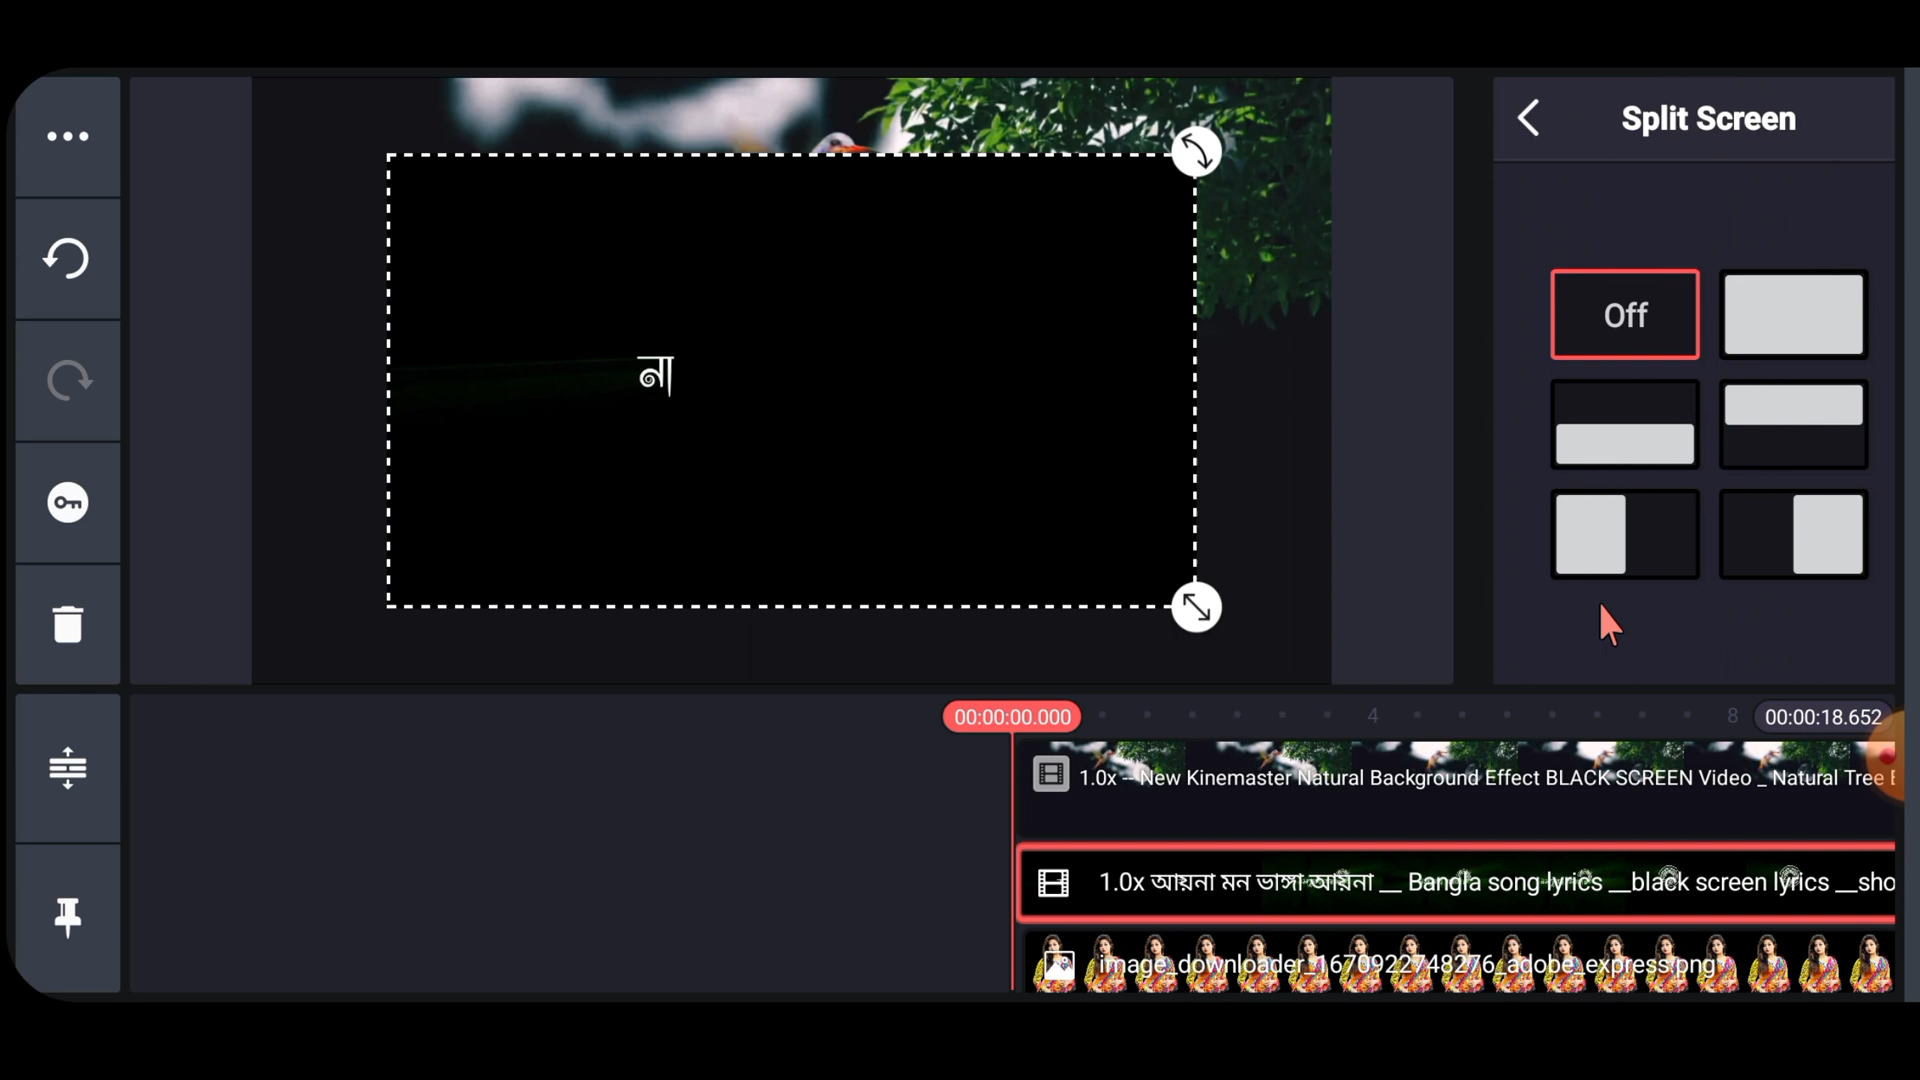 Split Screen
Off
না
00:00:00.000
4
8
00:00:18.652
1.0x -- New Kinemaster Natural Background Effect BLACK SCREEN Video _ Natural Tree
1.0x আয়না মন ভাঙ্গা আয়না __ Bangla song lyrics __black screen lyrics __sho
image_downloader_1670922748276_adobe_express.png